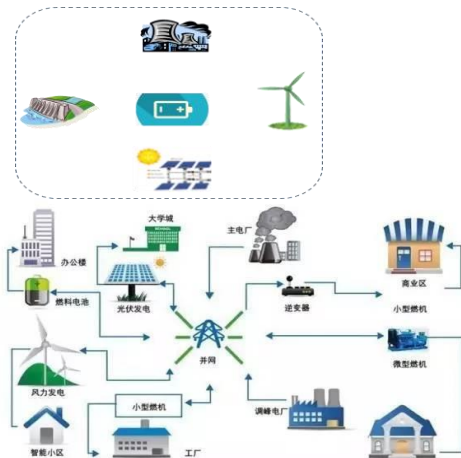 大学城
主电厂
办公楼
商业区
燃料电池
光伏发电
逆变器
小型燃机
并网
微型燃机
风力发电
小型燃机
调峰电厂
智能小区
工厂